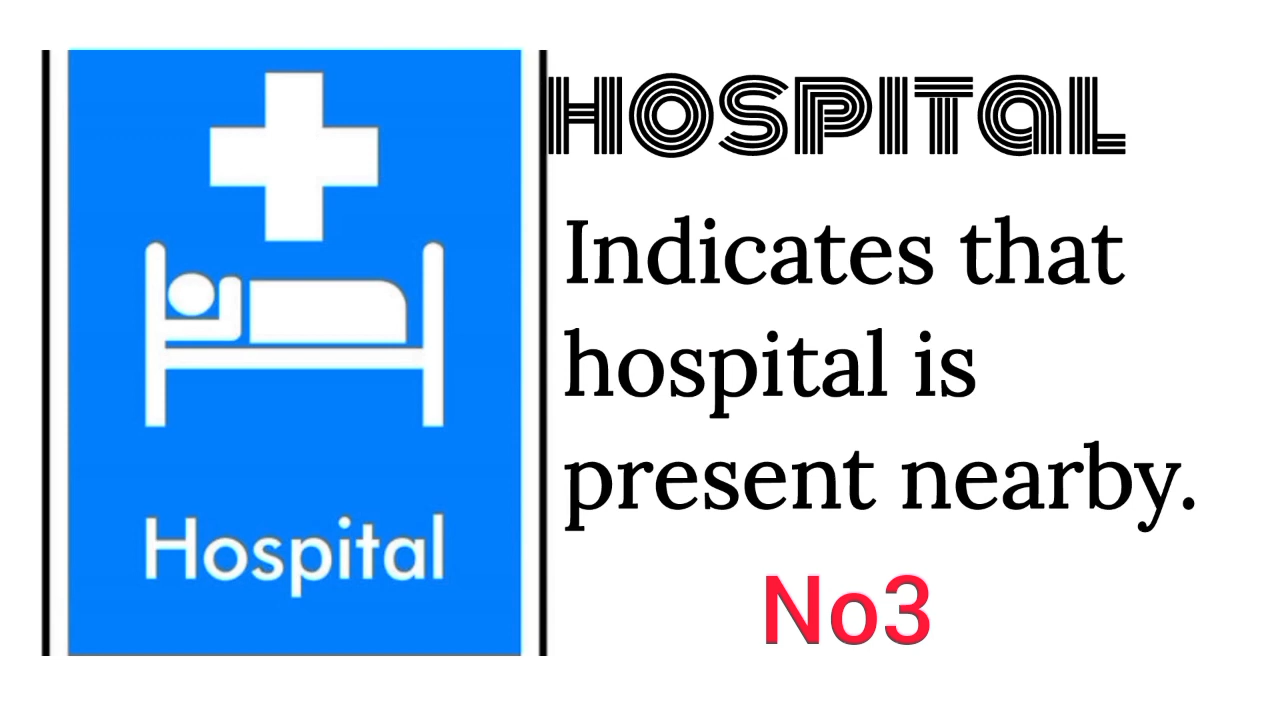 Hospital
HOSPITAL
Indicates that
hospital is
present nearby.
No3